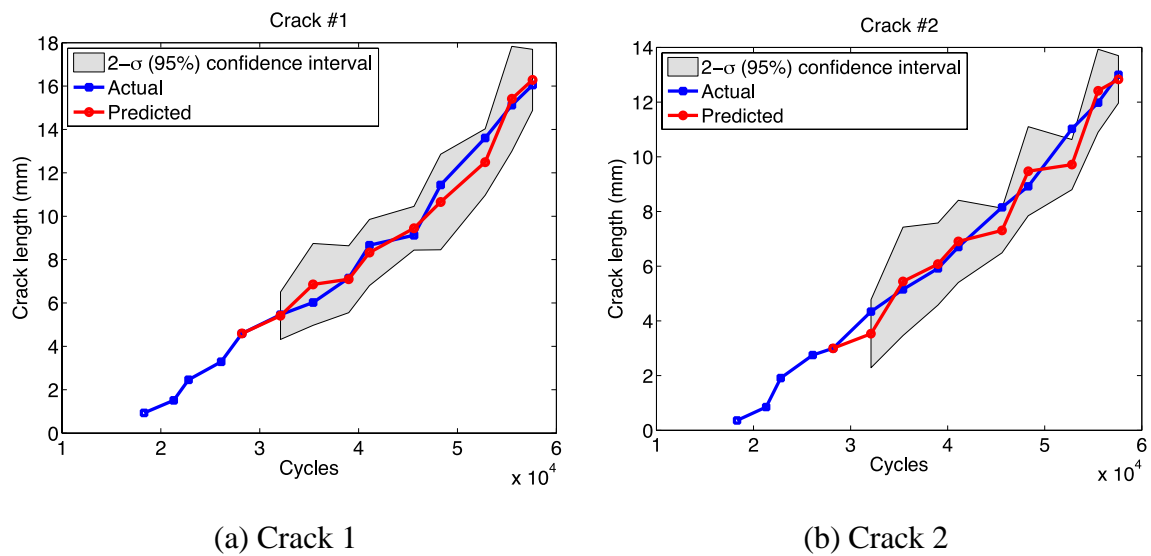 Crack #1
18
16
14
12
10
8
6
4
2
0
Crack length (mm)
2-σ (95%) confidence interval
Actual
Predicted
1 2 3 4 5 6
Cycles
x 10^4
(a) Crack 1
Crack #2
14
12
10
8
6
4
2
0
Crack length (mm)
2-σ (95%) confidence interval
Actual
Predicted
1 2 3 4 5 6
Cycles
x 10^4
(b) Crack 2